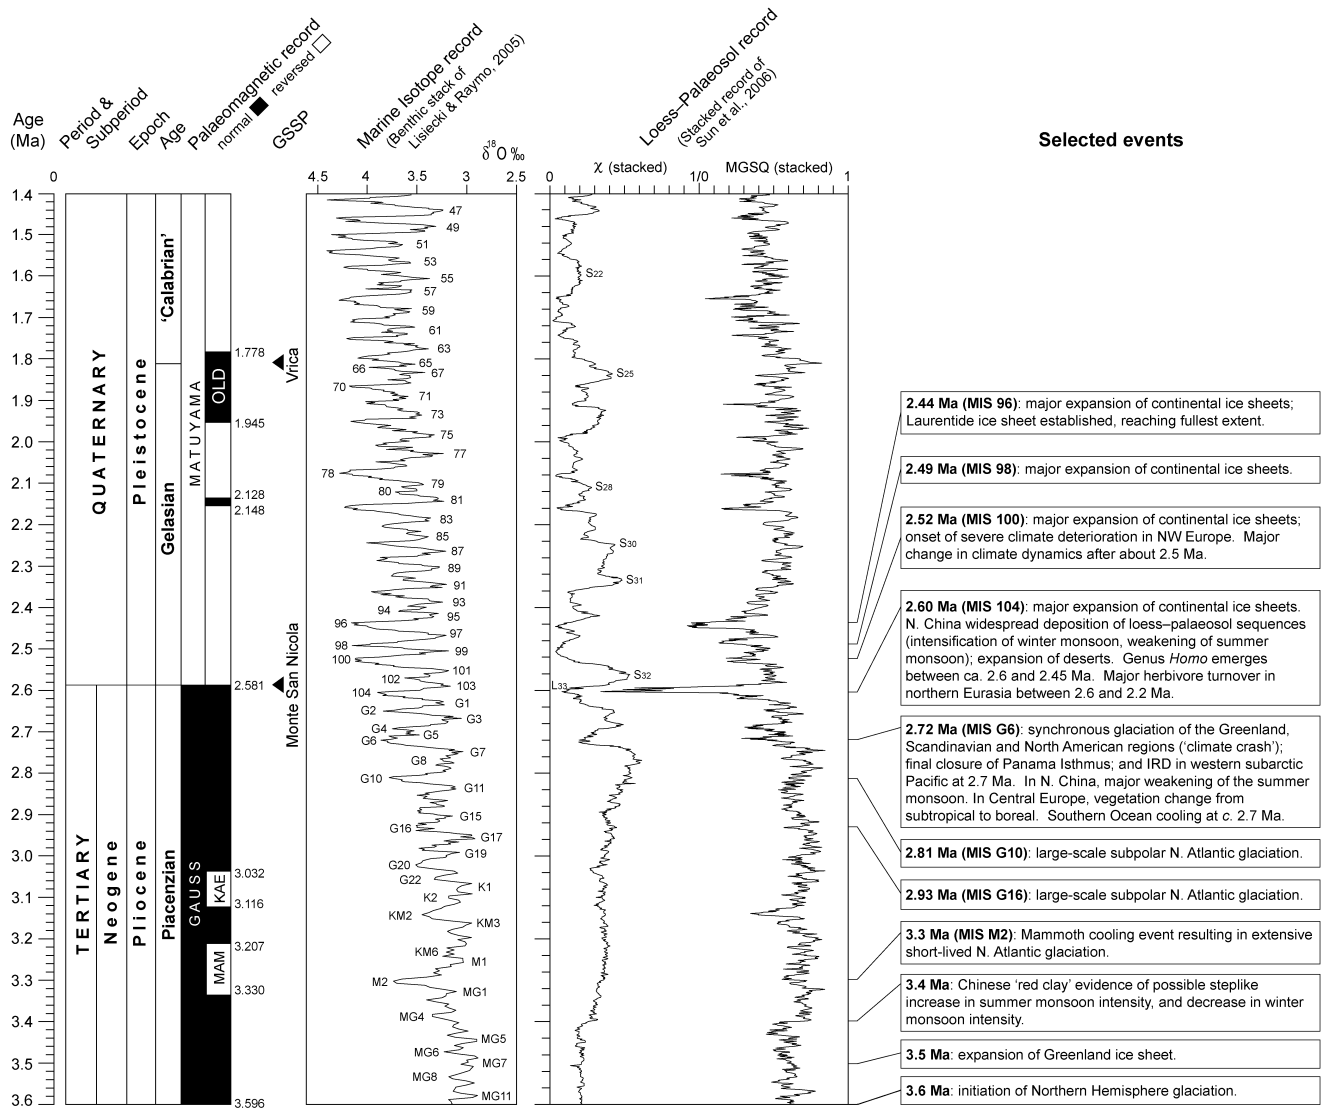 Age
(Ma)
Period &
Subperiod
Epoch
Age
Palaeomagnetic record
normal reversed
GSSP
Marine Isotope record
(Benthic stack of
Lisiecki & Raymo, 2005)
δ18O ‰
Loess–Palaeosol record
(Stacked record of
Sun et al., 2006)
χ (stacked)
MGSQ (stacked)
Selected events
0
4.5 4 3.5 3 2.5
0 1/0 1
1.4
1.5
1.6
1.7
1.8
1.9
2.0
2.1
2.2
2.3
2.4
2.5
2.6
2.7
2.8
2.9
3.0
3.1
3.2
3.3
3.4
3.5
3.6
QUATERNARY
TERTIARY
Neogene
Pleistocene
Pliocene
‘Calabrian’
Gelasian
Piacenzian
MATUYAMA
GAUSS
OLD
KAE
MAM
1.778
1.945
2.128
2.148
2.581
3.032
3.116
3.207
3.330
3.596
Vrica
Monte San Nicola
47
49
51
53
55
57
59
61
63
65
66
67
70
71
73
75
77
78
79
80
81
83
85
87
89
91
93
94
95
96
97
98
99
100
101
102
103
104
G1
G2
G3
G4
G5
G6
G7
G8
G10
G11
G15
G16
G17
G19
G20
G22
K1
K2
KM2
KM3
KM6
M1
M2
MG1
MG4
MG5
MG6
MG7
MG8
MG11
S22
S25
S28
S30
S31
S32
L33
2.44 Ma (MIS 96): major expansion of continental ice sheets;
Laurentide ice sheet established, reaching fullest extent.
2.49 Ma (MIS 98): major expansion of continental ice sheets.
2.52 Ma (MIS 100): major expansion of continental ice sheets;
onset of severe climate deterioration in NW Europe. Major
change in climate dynamics after about 2.5 Ma.
2.60 Ma (MIS 104): major expansion of continental ice sheets.
N. China widespread deposition of loess–palaeosol sequences
(intensification of winter monsoon, weakening of summer
monsoon); expansion of deserts. Genus Homo emerges
between ca. 2.6 and 2.45 Ma. Major herbivore turnover in
northern Eurasia between 2.6 and 2.2 Ma.
2.72 Ma (MIS G6): synchronous glaciation of the Greenland,
Scandinavian and North American regions (‘climate crash’);
final closure of Panama Isthmus; and IRD in western subarctic
Pacific at 2.7 Ma. In N. China, major weakening of the summer
monsoon. In Central Europe, vegetation change from
subtropical to boreal. Southern Ocean cooling at c. 2.7 Ma.
2.81 Ma (MIS G10): large-scale subpolar N. Atlantic glaciation.
2.93 Ma (MIS G16): large-scale subpolar N. Atlantic glaciation.
3.3 Ma (MIS M2): Mammoth cooling event resulting in extensive
short-lived N. Atlantic glaciation.
3.4 Ma: Chinese ‘red clay’ evidence of possible steplike
increase in summer monsoon intensity, and decrease in winter
monsoon intensity.
3.5 Ma: expansion of Greenland ice sheet.
3.6 Ma: initiation of Northern Hemisphere glaciation.